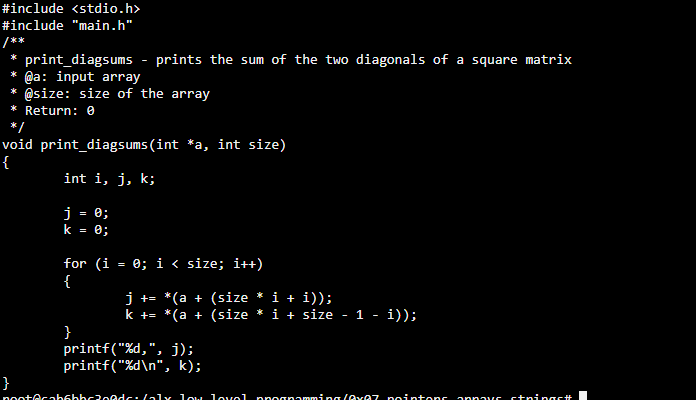 #include <stdio.h>
#include "main.h"
/**
 * print_diagsums - prints the sum of the two diagonals of a square matrix
 * @a: input array
 * @size: size of the array
 * Return: 0
 */
void print_diagsums(int *a, int size)
{
        int i, j, k;

        j = 0;
        k = 0;

        for (i = 0; i < size; i++)
        {
                j += *(a + (size * i + i));
                k += *(a + (size * i + size - 1 - i));
        }
        printf("%d,", j);
        printf("%d\n", k);
}
root@cab6bbc3e0dc:/alx-low_level_programming/0x07-pointers_arrays_strings#